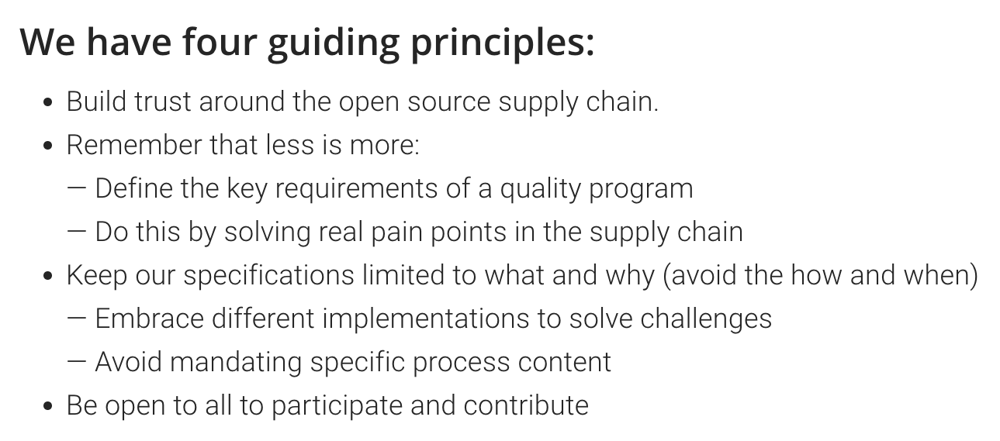 We have four guiding principles:
• Build trust around the open source supply chain.
• Remember that less is more:
— Define the key requirements of a quality program
— Do this by solving real pain points in the supply chain
• Keep our specifications limited to what and why (avoid the how and when)
— Embrace different implementations to solve challenges
— Avoid mandating specific process content
• Be open to all to participate and contribute